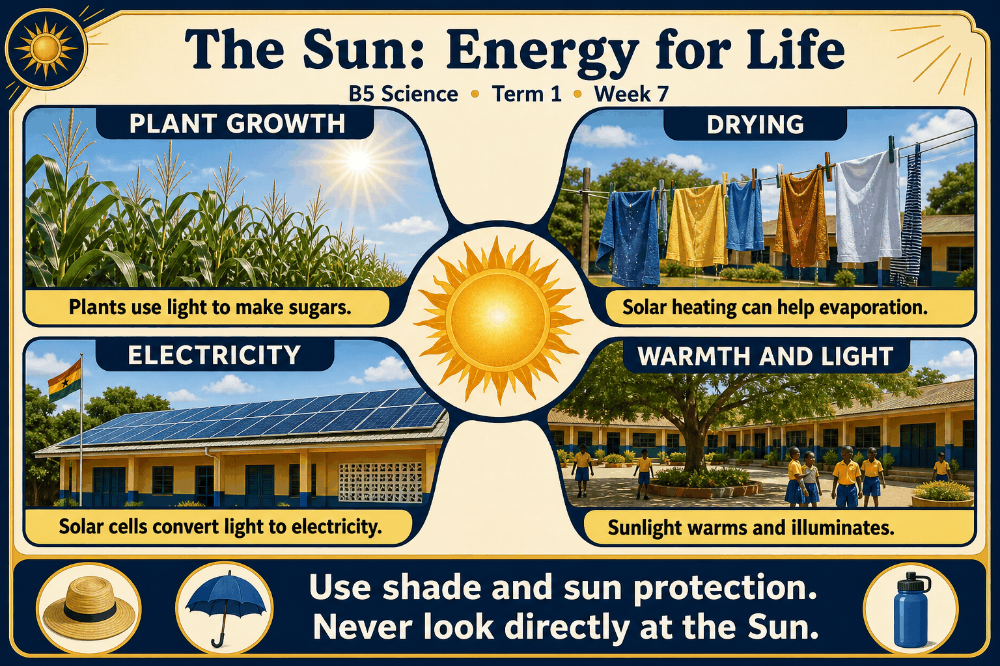 The Sun: Energy for Life
B5 Science • Term 1 • Week 7
PLANT GROWTH
Plants use light to make sugars.
DRYING
Solar heating can help evaporation.
ELECTRICITY
Solar cells convert light to electricity.
WARMTH AND LIGHT
Sunlight warms and illuminates.
Use shade and sun protection.
Never look directly at the Sun.